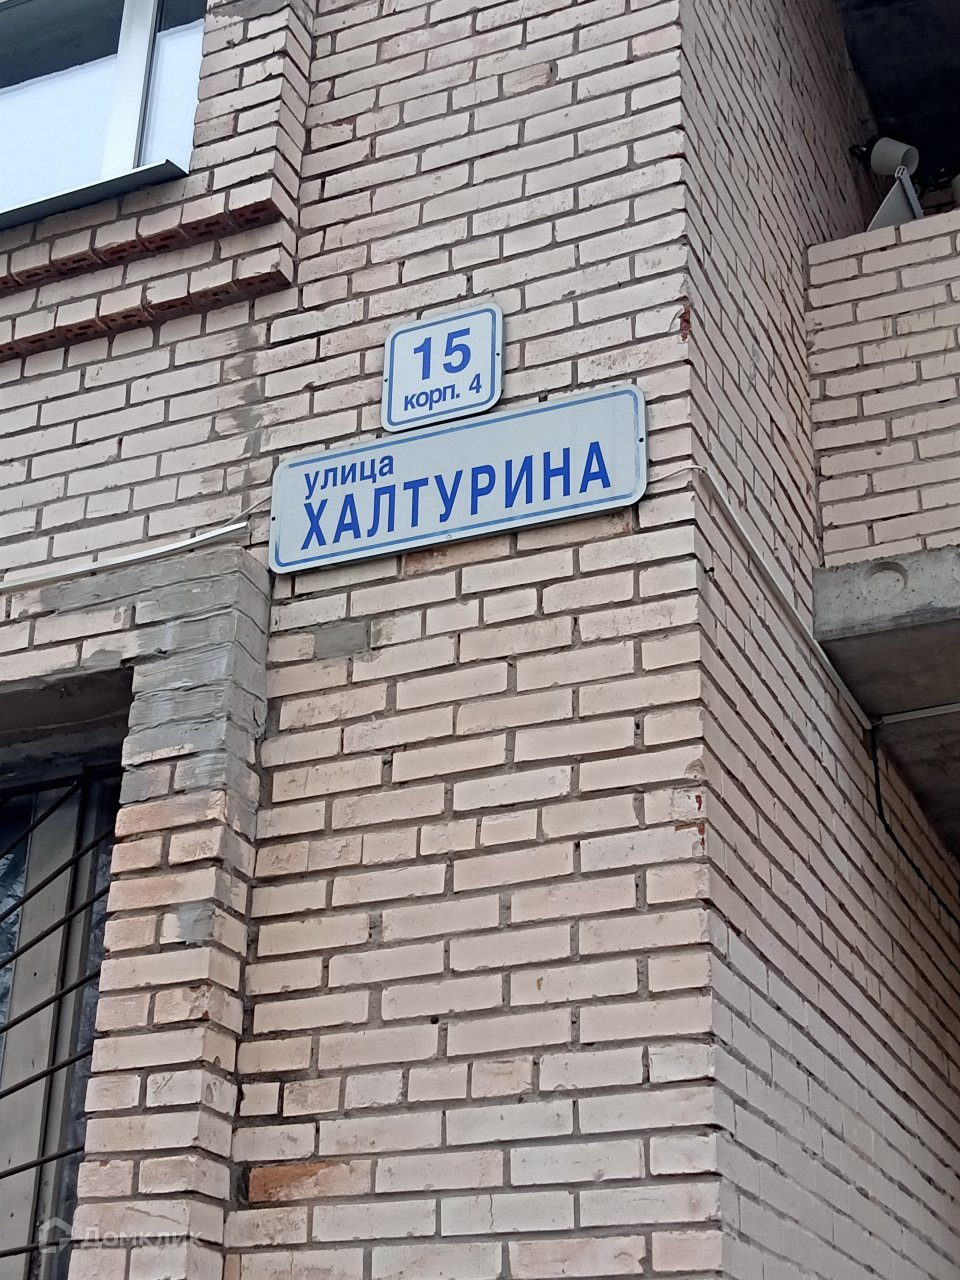 15
корп. 4
улица
ХАЛТУРИНА
Домклик